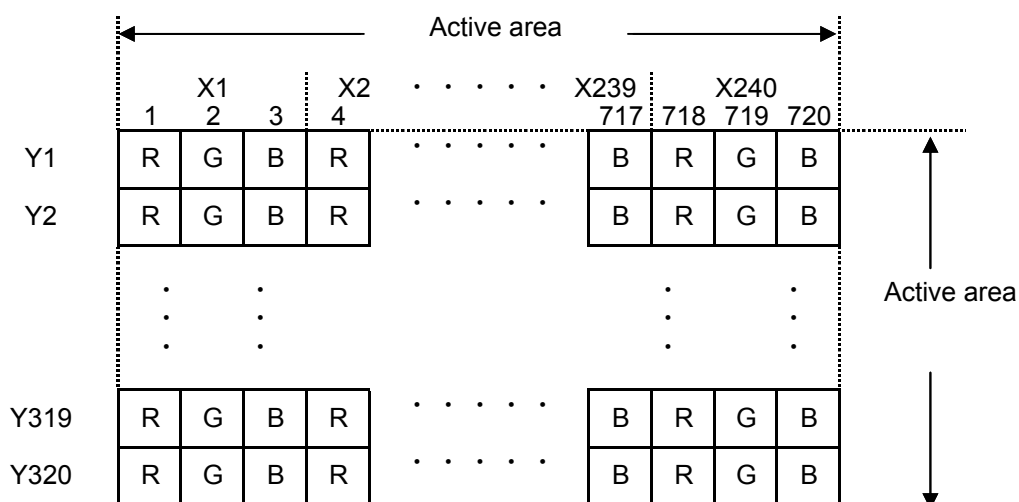 Active area
X1 X2 · · · · · X239 X240
1 2 3 4 717 718 719 720
Y1 R G B R · · · · · B R G B
Y2 R G B R · · · · · B R G B
Active area
Y319 R G B R · · · · · B R G B
Y320 R G B R · · · · · B R G B